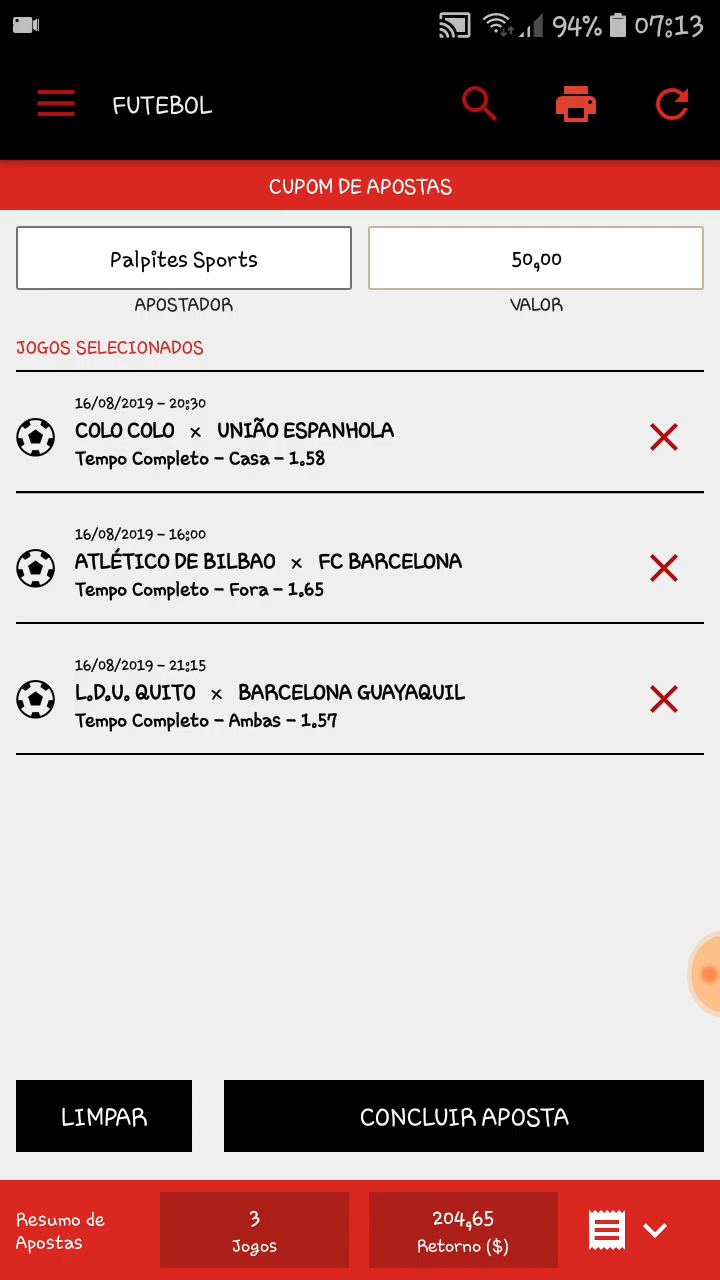 94% 07:13
FUTEBOL
CUPOM DE APOSTAS
Palpites Sports
50,00
APOSTADOR
VALOR
JOGOS SELECIONADOS
16/08/2019 - 20:30
COLO COLO x UNIÃO ESPANHOLA
Tempo Completo - Casa - 1.58
16/08/2019 - 16:00
ATLÉTICO DE BILBAO x FC BARCELONA
Tempo Completo - Fora - 1.65
16/08/2019 - 21:15
L.D.U. QUITO x BARCELONA GUAYAQUIL
Tempo Completo - Ambas - 1.57
LIMPAR
CONCLUIR APOSTA
Resumo de
Apostas
3
Jogos
204,65
Retorno ($)